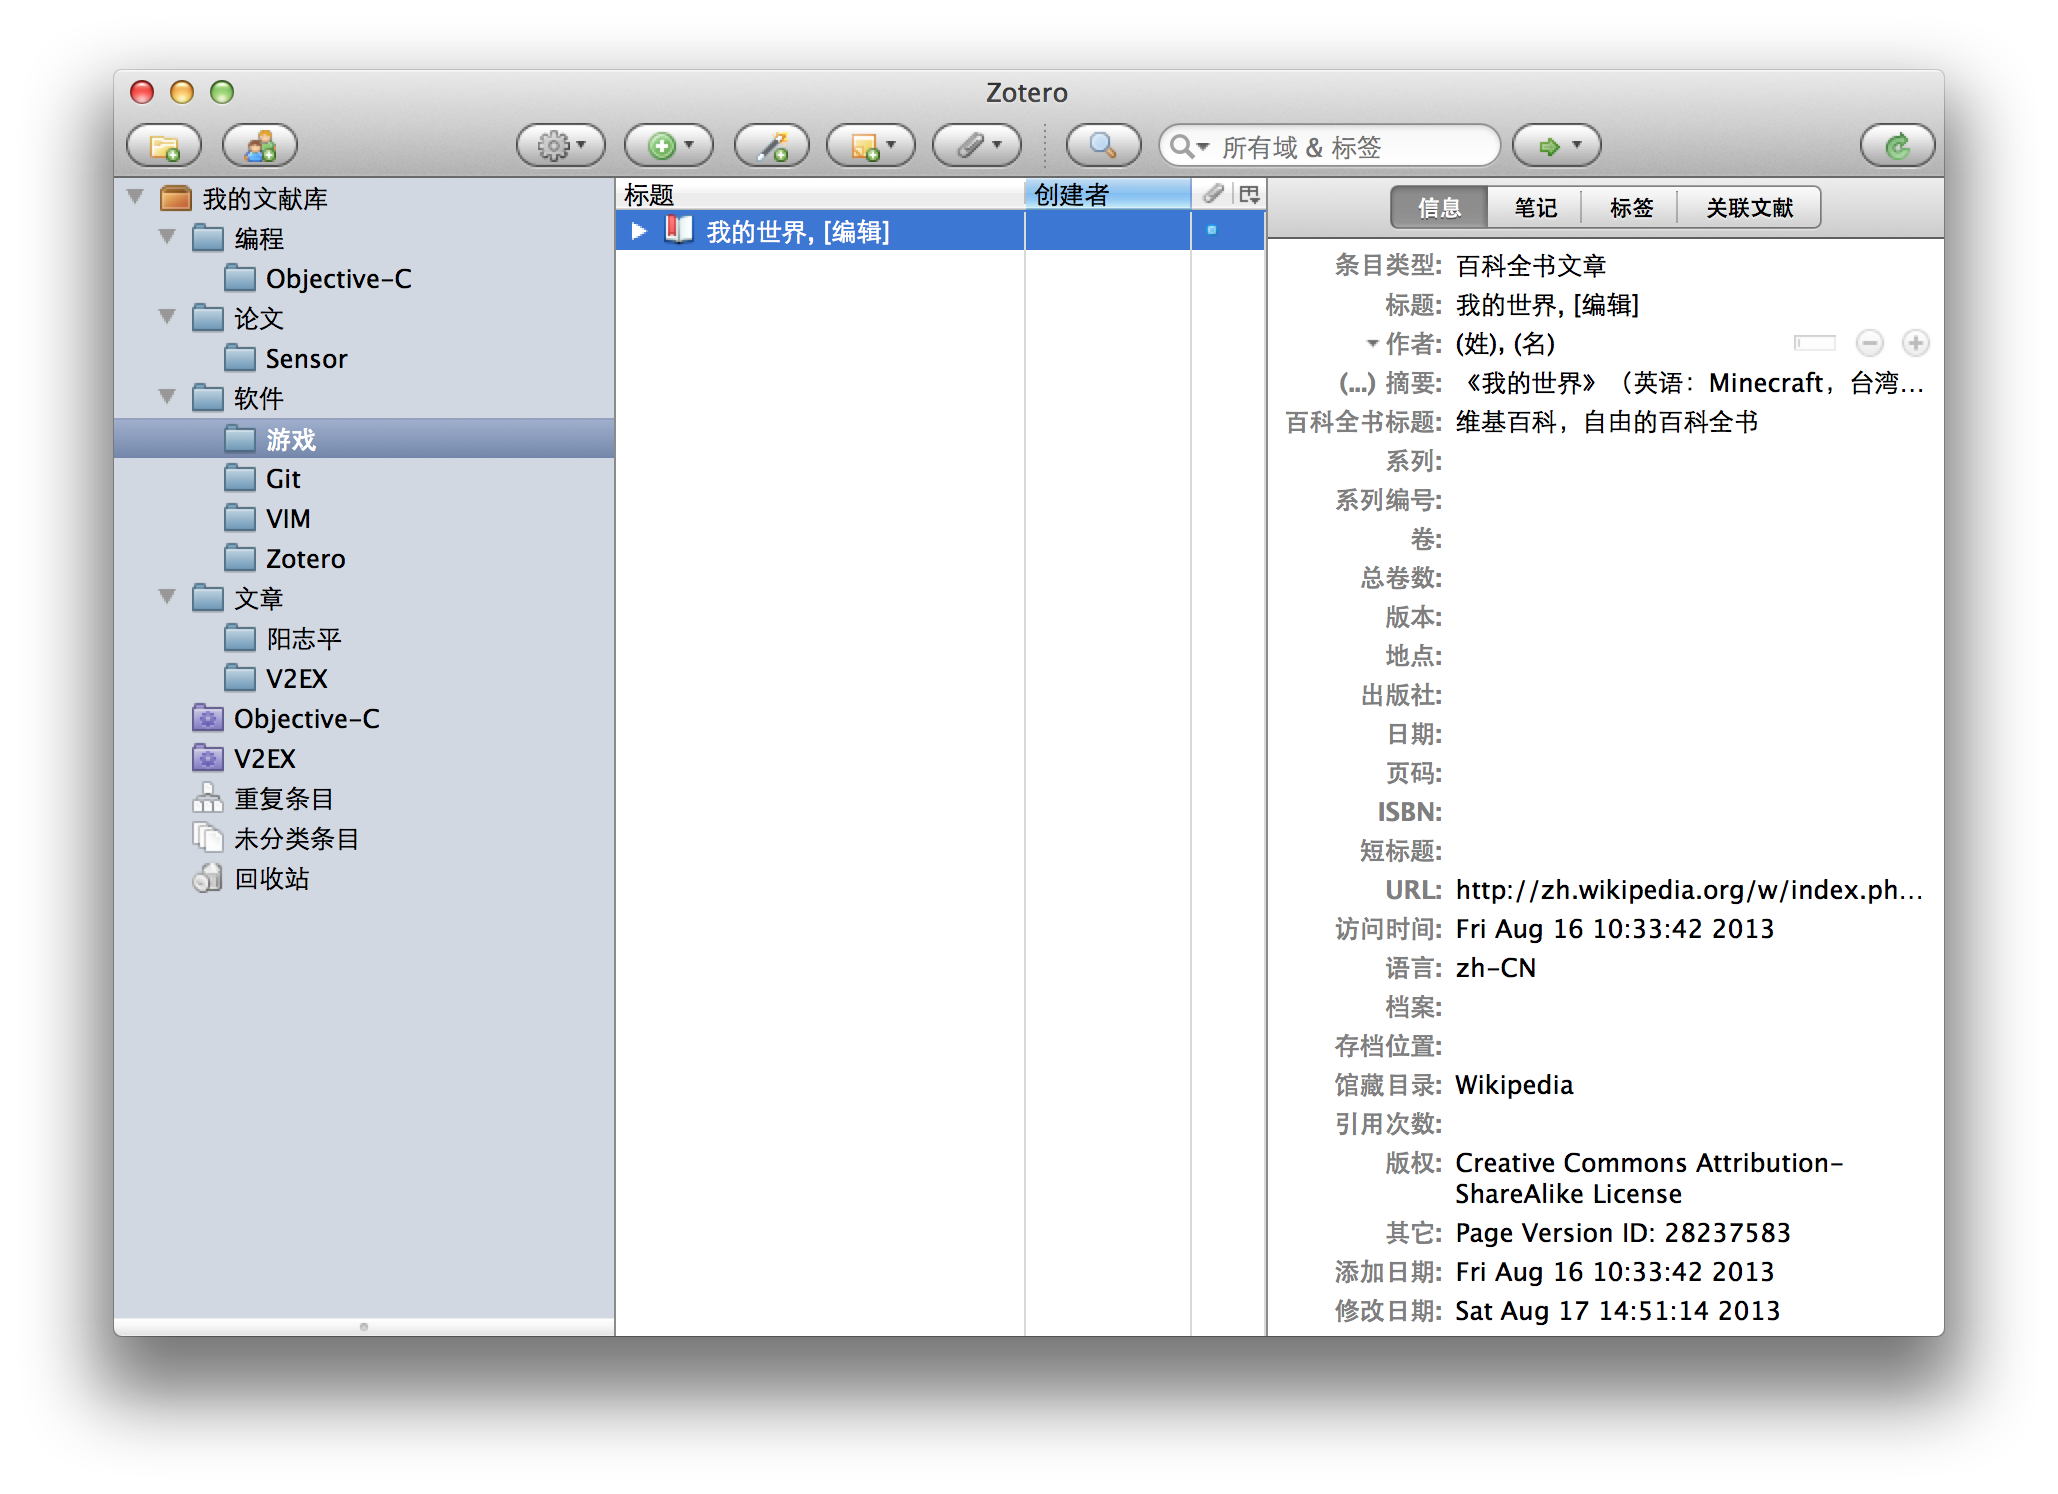 Zotero
所有域 & 标签
我的文献库
编程
Objective-C
论文
Sensor
软件
游戏
Git
VIM
Zotero
文章
阳志平
V2EX
Objective-C
V2EX
重复条目
未分类条目
回收站
标题 创建者
我的世界, [编辑]
信息 笔记 标签 关联文献
条目类型: 百科全书文章
标题: 我的世界, [编辑]
作者: (姓), (名)
(...) 摘要: 《我的世界》（英语：Minecraft，台湾...
百科全书标题: 维基百科，自由的百科全书
系列:
系列编号:
卷:
总卷数:
版本:
地点:
出版社:
日期:
页码:
ISBN:
短标题:
URL: http://zh.wikipedia.org/w/index.ph...
访问时间: Fri Aug 16 10:33:42 2013
语言: zh-CN
档案:
存档位置:
馆藏目录: Wikipedia
引用次数:
版权: Creative Commons Attribution-
ShareAlike License
其它: Page Version ID: 28237583
添加日期: Fri Aug 16 10:33:42 2013
修改日期: Sat Aug 17 14:51:14 2013